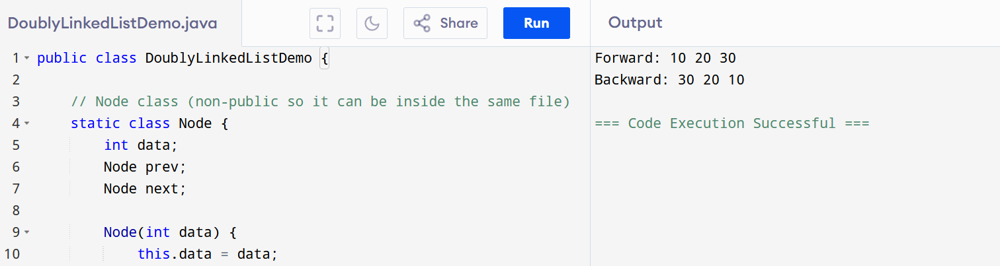 DoublyLinkedListDemo.java
Share
Run
Output
1 public class DoublyLinkedListDemo {
2
3 // Node class (non-public so it can be inside the same file)
4 static class Node {
5 int data;
6 Node prev;
7 Node next;
8
9 Node(int data) {
10 this.data = data;
Forward: 10 20 30
Backward: 30 20 10
=== Code Execution Successful ===